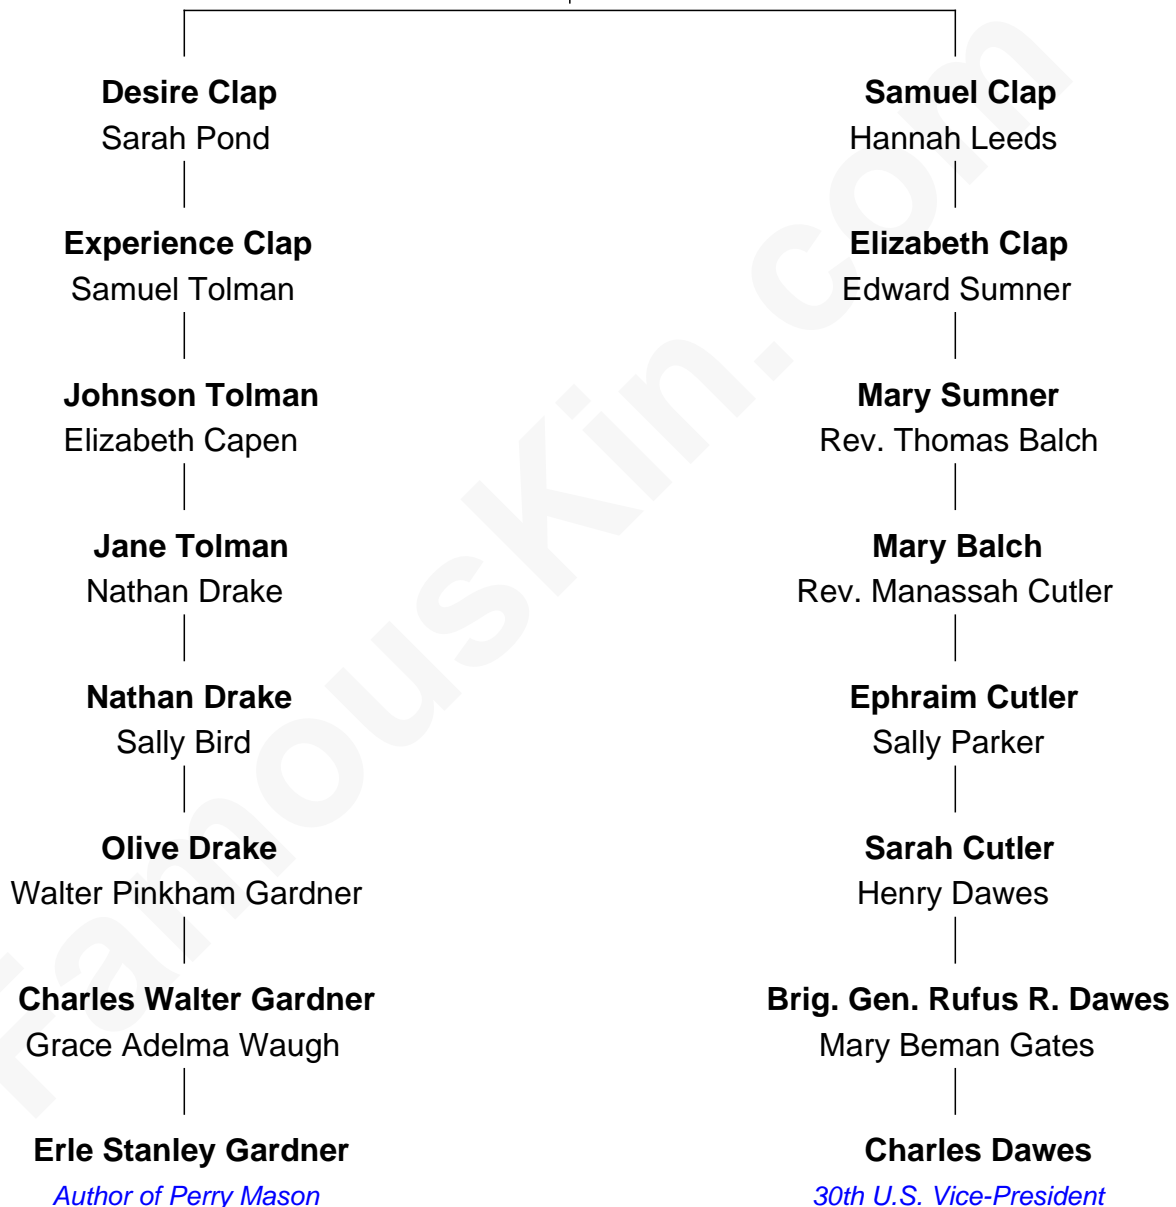 Desire Clap
Sarah Pond
Samuel Clap
Hannah Leeds
Experience Clap
Samuel Tolman
Elizabeth Clap
Edward Sumner
Johnson Tolman
Elizabeth Capen
Mary Sumner
Rev. Thomas Balch
Jane Tolman
Nathan Drake
Mary Balch
Rev. Manassah Cutler
Nathan Drake
Sally Bird
Ephraim Cutler
Sally Parker
Olive Drake
Walter Pinkham Gardner
Sarah Cutler
Henry Dawes
Charles Walter Gardner
Grace Adelma Waugh
Brig. Gen. Rufus R. Dawes
Mary Beman Gates
Erle Stanley Gardner
Author of Perry Mason
Charles Dawes
30th U.S. Vice-President
FamousKin.com